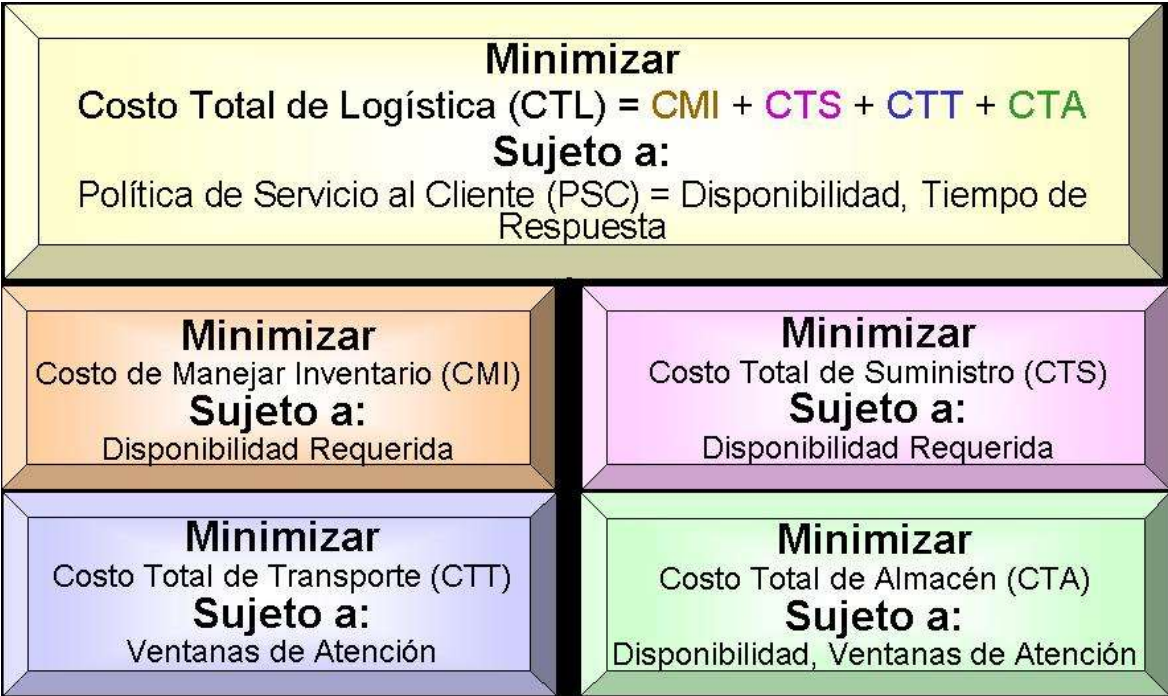 Minimizar
Costo Total de Logística (CTL) = CMI + CTS + CTT + CTA
Sujeto a:
Política de Servicio al Cliente (PSC) = Disponibilidad, Tiempo de
Respuesta
Minimizar
Costo de Manejar Inventario (CMI)
Sujeto a:
Disponibilidad Requerida
Minimizar
Costo Total de Suministro (CTS)
Sujeto a:
Disponibilidad Requerida
Minimizar
Costo Total de Transporte (CTT)
Sujeto a:
Ventanas de Atención
Minimizar
Costo Total de Almacén (CTA)
Sujeto a:
Disponibilidad, Ventanas de Atención